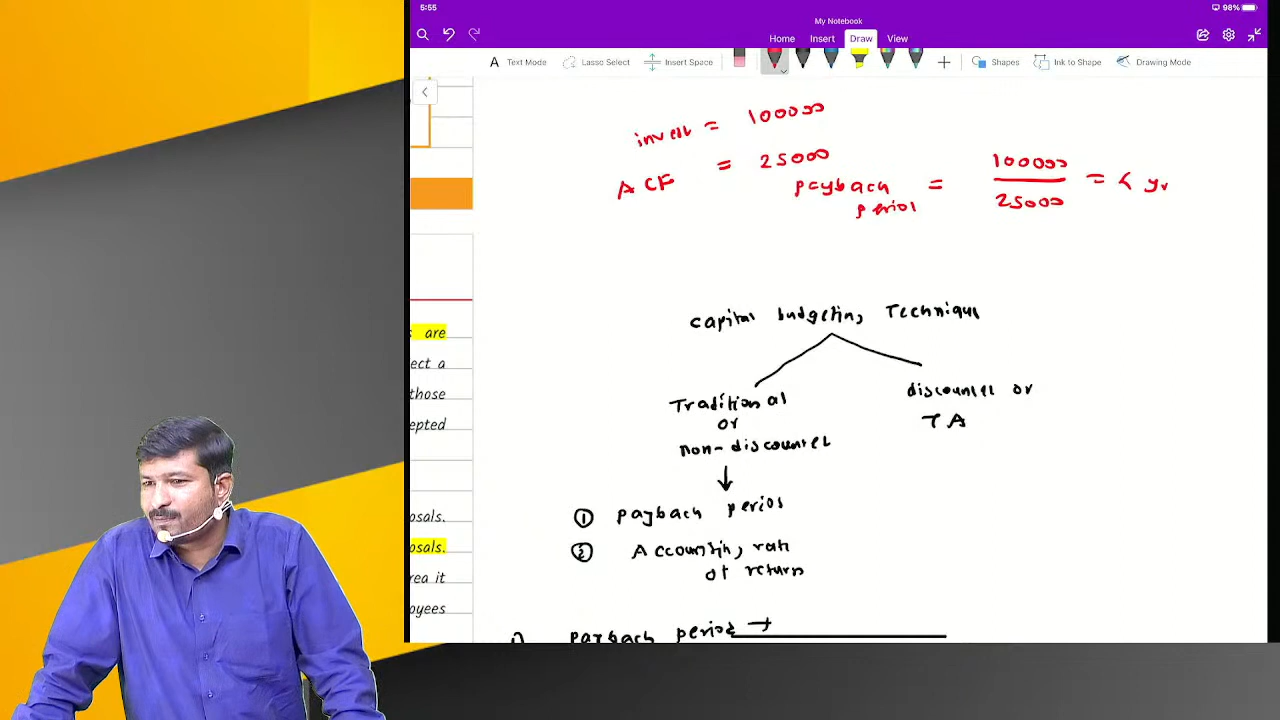 5:55
98%
My Notebook
Home Insert Draw View
A Text Mode Lasso Select Insert Space Shapes Ink to Shape Drawing Mode
invest = 100000
ACF = 25000
payback period = 100000 / 25000 = 4 yr
capital budgeting Technique
Traditional
or
non-discounted
discounted or
TA
① payback period
② Accounting rate
of return
1) payback period →
s are
ect a
those
epted
osals.
osals.
rea it
oyees